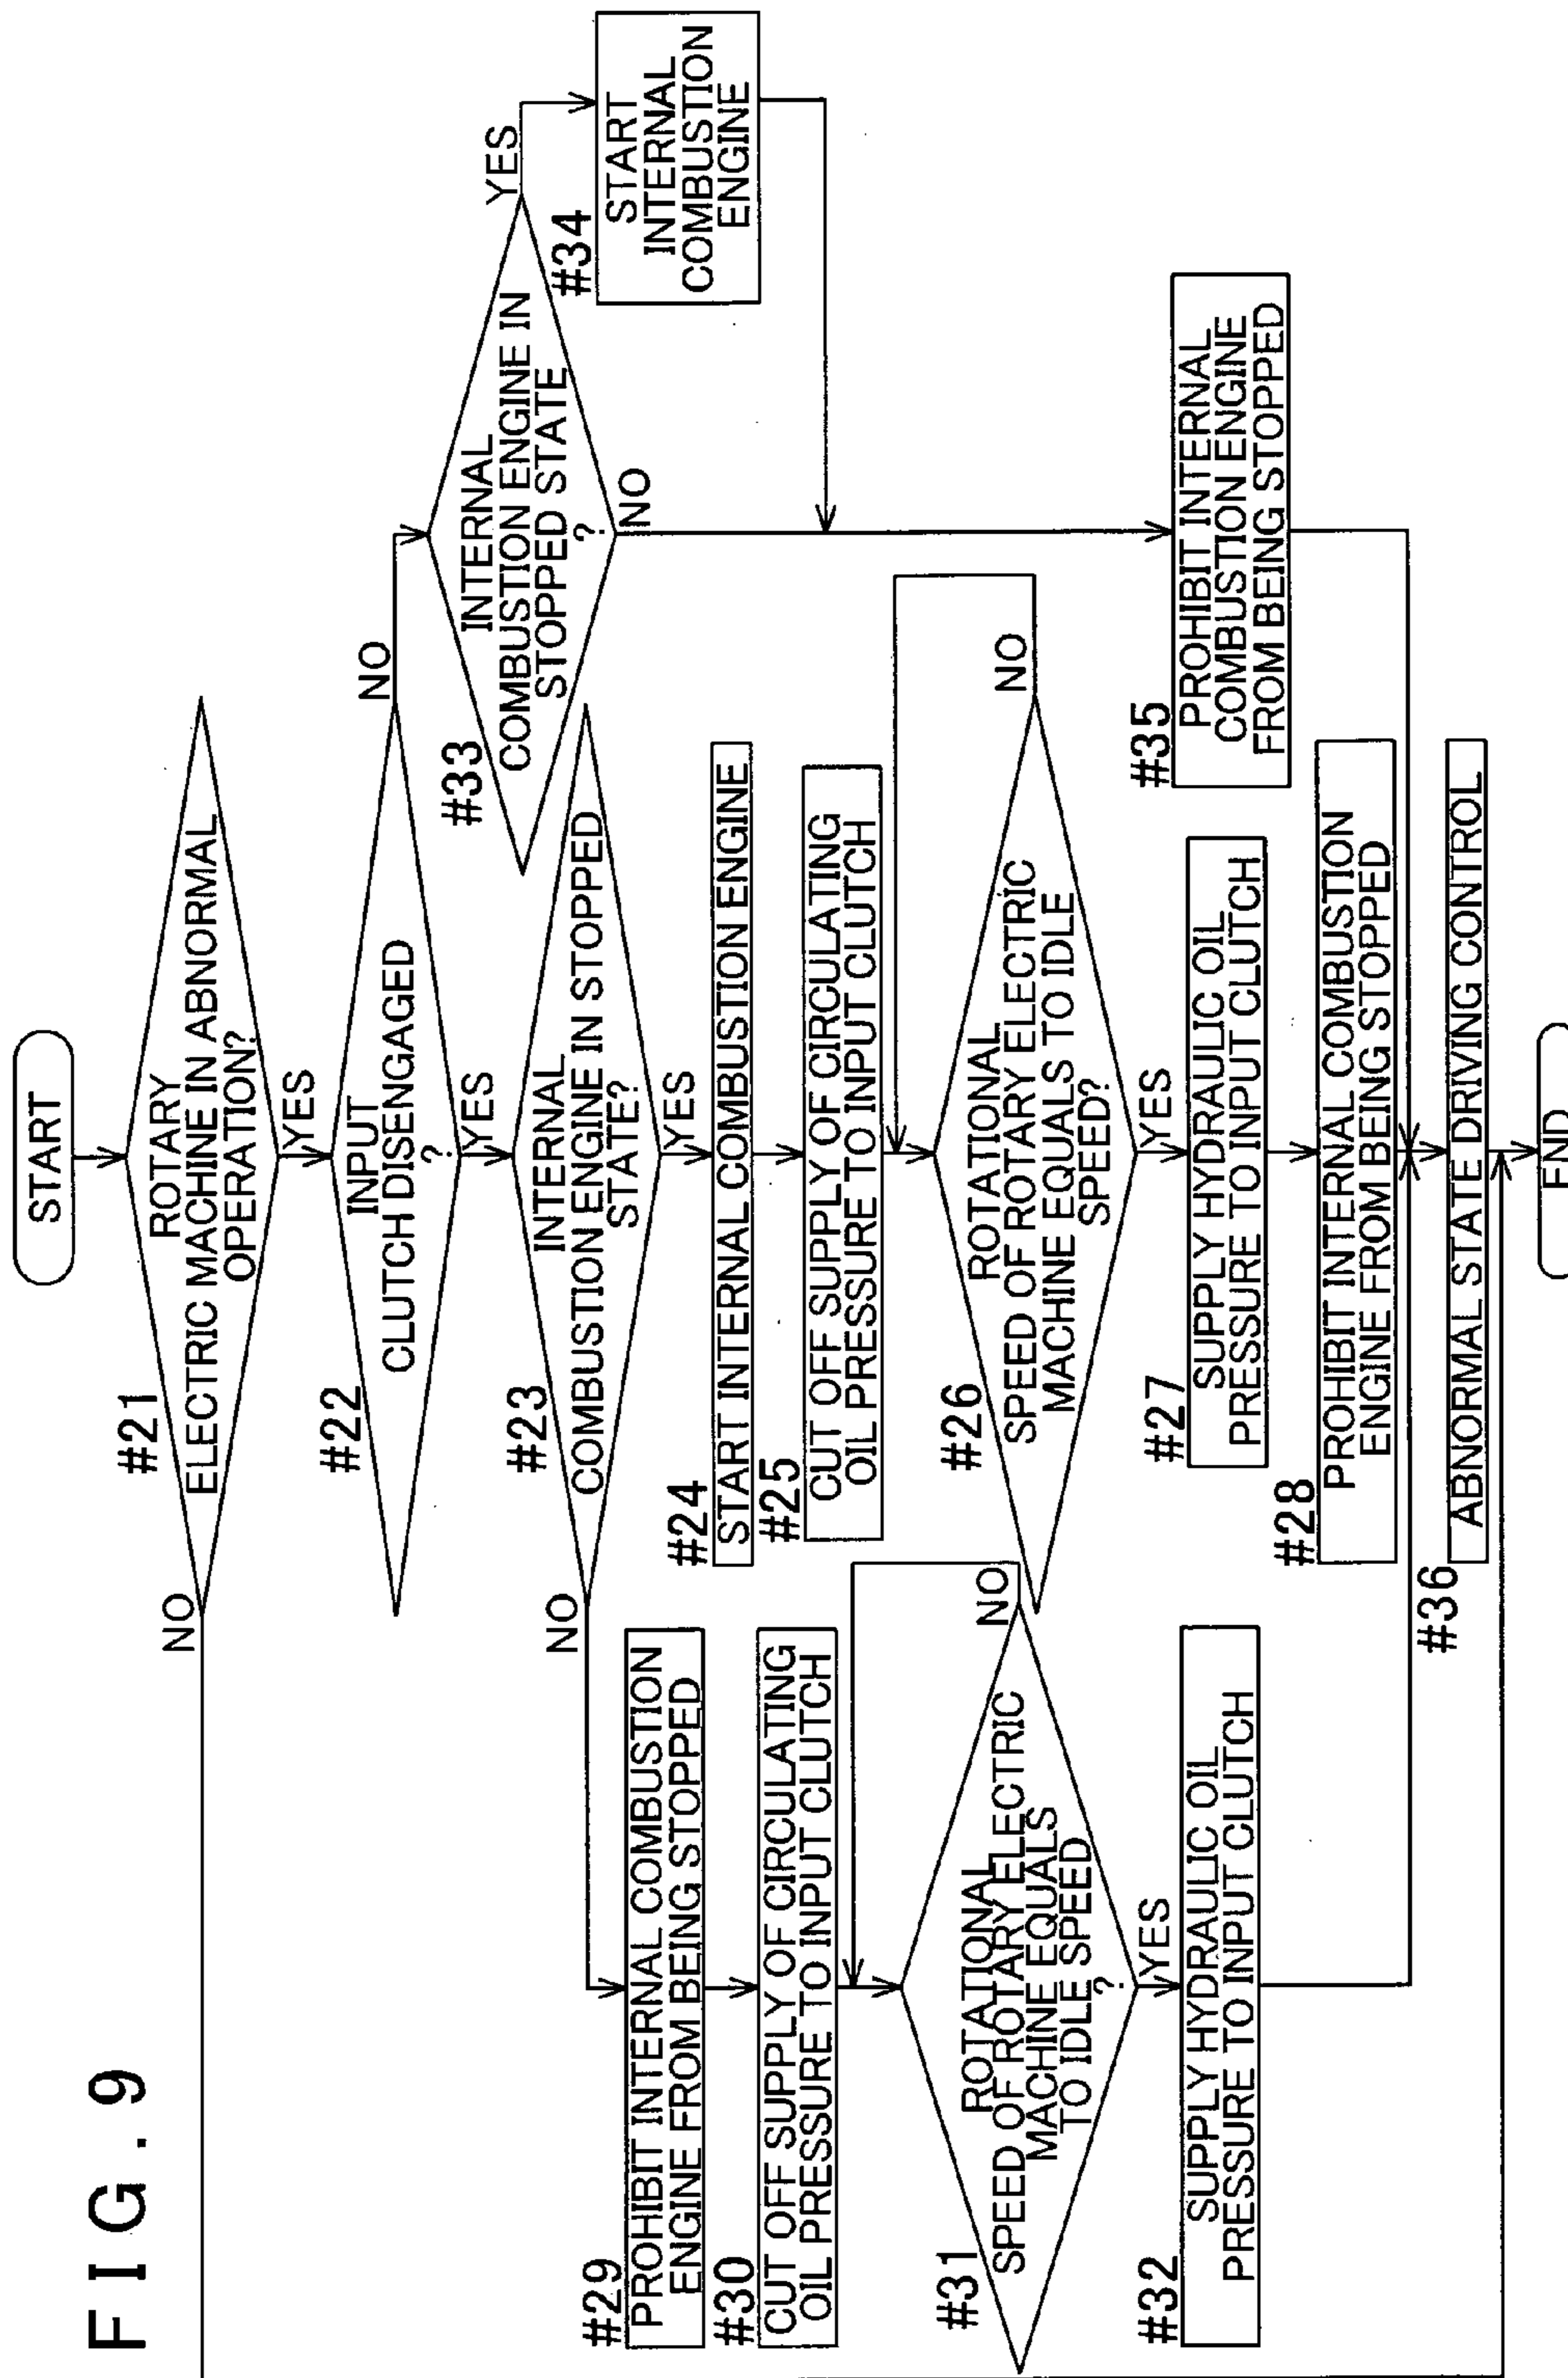 FIG. 9
START
#21
ROTARY
ELECTRIC MACHINE IN ABNORMAL
OPERATION?
NO
YES
#22
INPUT
CLUTCH DISENGAGED
?
NO
YES
#23
INTERNAL
COMBUSTION ENGINE IN STOPPED
STATE?
NO
YES
#24
START INTERNAL COMBUSTION ENGINE
#25
CUT OFF SUPPLY OF CIRCULATING
OIL PRESSURE TO INPUT CLUTCH
#26
ROTATIONAL
SPEED OF ROTARY ELECTRIC
MACHINE EQUALS TO IDLE
SPEED?
NO
YES
#27
SUPPLY HYDRAULIC OIL
PRESSURE TO INPUT CLUTCH
#28
PROHIBIT INTERNAL COMBUSTION
ENGINE FROM BEING STOPPED
#29
PROHIBIT INTERNAL COMBUSTION
ENGINE FROM BEING STOPPED
#30
CUT OFF SUPPLY OF CIRCULATING
OIL PRESSURE TO INPUT CLUTCH
#31
ROTATIONAL
SPEED OF ROTARY ELECTRIC
MACHINE EQUALS
TO IDLE SPEED
?
NO
YES
#32
SUPPLY HYDRAULIC OIL
PRESSURE TO INPUT CLUTCH
#33
INTERNAL
COMBUSTION ENGINE IN
STOPPED STATE
?
YES
NO
#34
START
INTERNAL
COMBUSTION
ENGINE
#35
PROHIBIT INTERNAL
COMBUSTION ENGINE
FROM BEING STOPPED
#36
ABNORMAL STATE DRIVING CONTROL
END